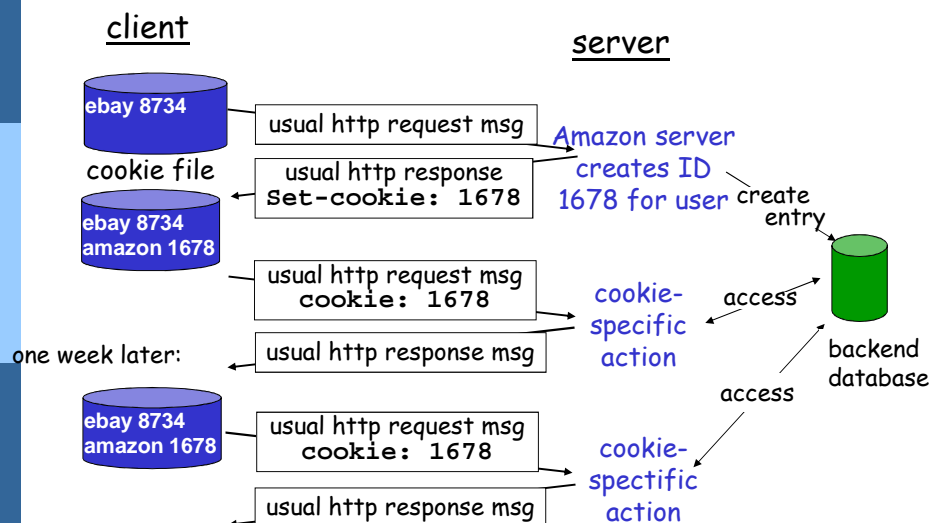 client
server
ebay 8734
usual http request msg
Amazon server
creates ID
1678 for user
cookie file
usual http response
Set-cookie: 1678
create
entry
ebay 8734
amazon 1678
usual http request msg
cookie: 1678
cookie-
specific
action
access
usual http response msg
one week later:
backend
database
access
ebay 8734
amazon 1678
usual http request msg
cookie: 1678
cookie-
spectific
action
usual http response msg